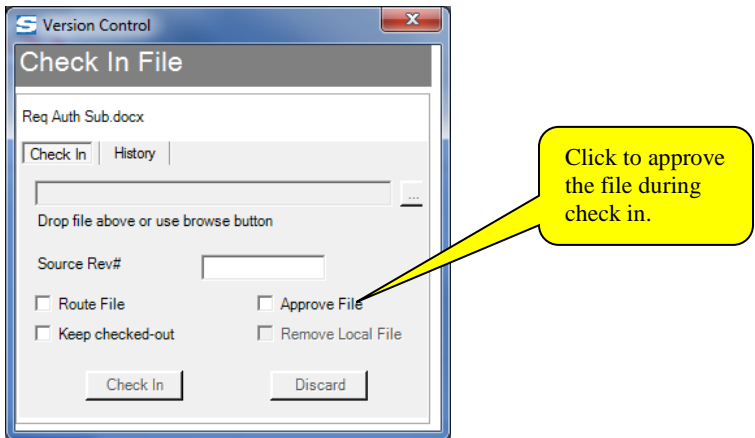 Version Control
Check In File
Req Auth Sub.docx
Check In
History
...
Drop file above or use browse button
Source Rev#
Route File
Approve File
Keep checked-out
Remove Local File
Check In
Discard
Click to approve
the file during
check in.